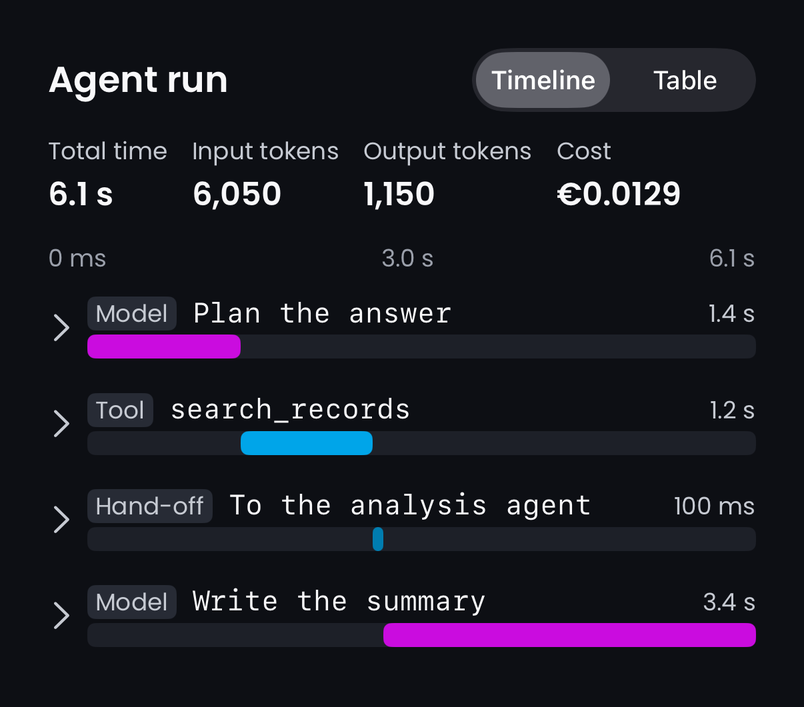 Agent run
Timeline Table
Total time Input tokens Output tokens Cost
6.1 s 6,050 1,150 €0.0129
0 ms 3.0 s 6.1 s
Model Plan the answer 1.4 s
Tool search_records 1.2 s
Hand-off To the analysis agent 100 ms
Model Write the summary 3.4 s